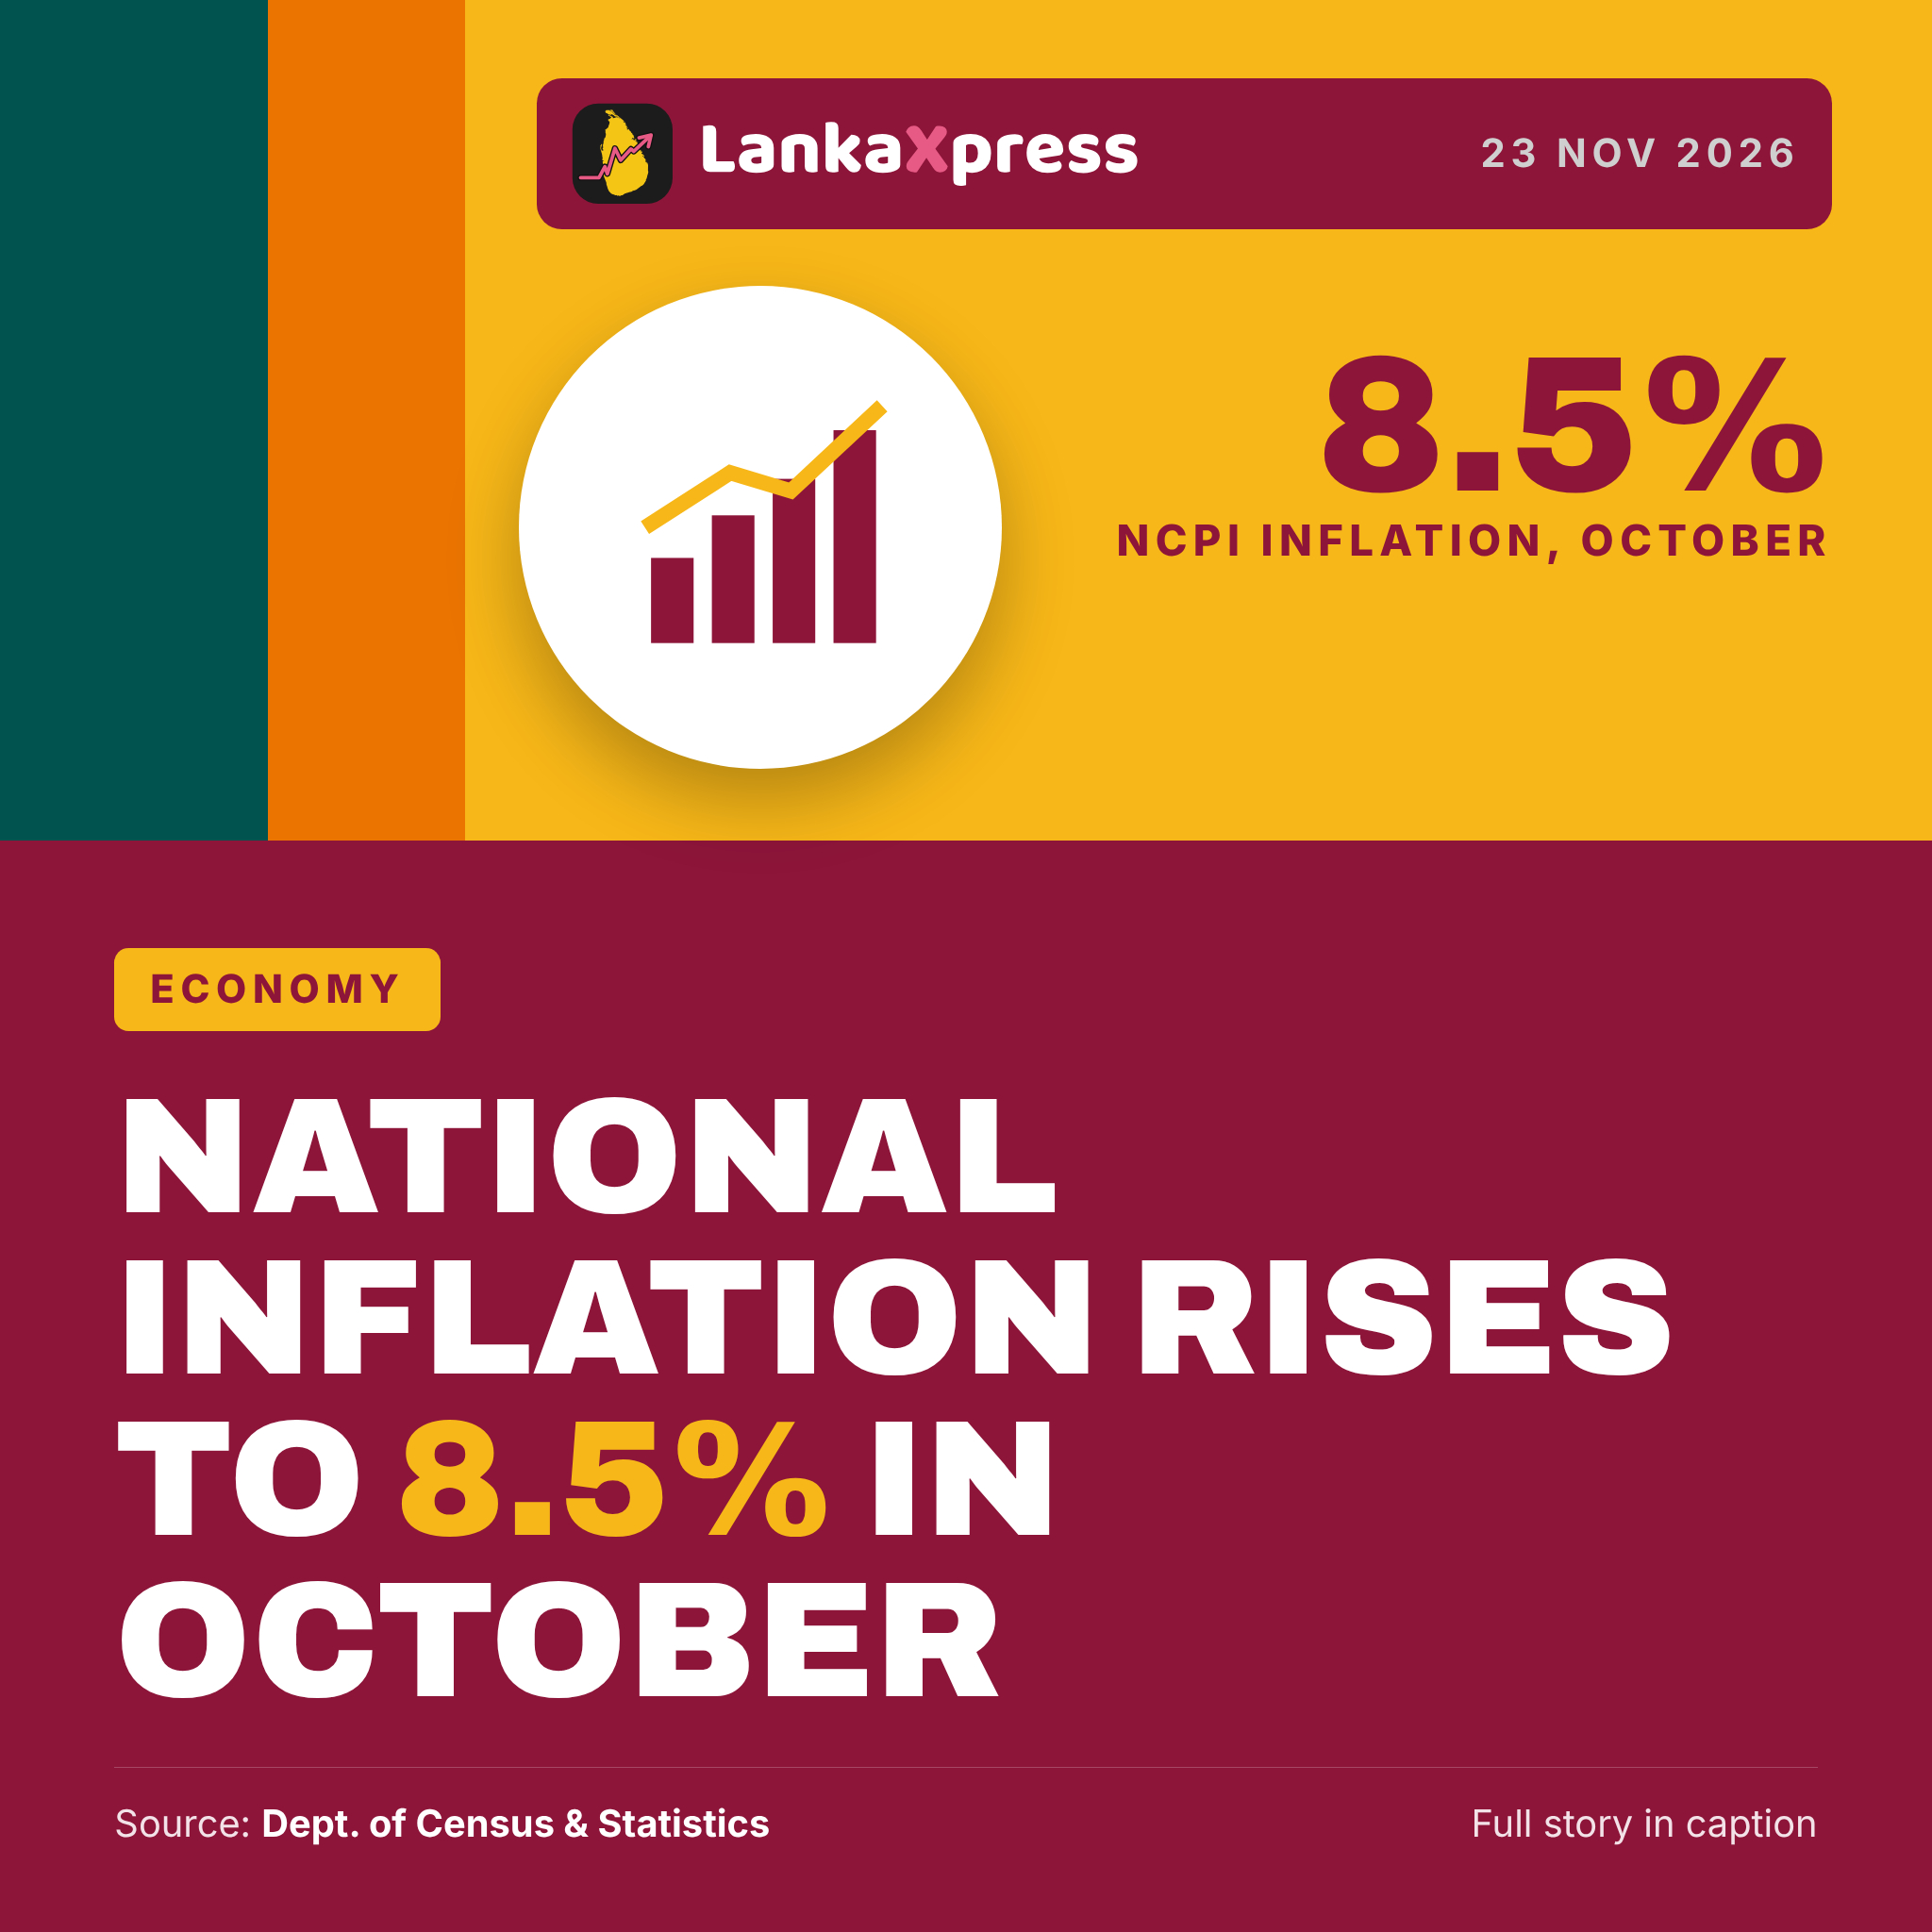 LankaXpress
23 NOV 2026
8.5%
NCPI INFLATION, OCTOBER
ECONOMY
NATIONAL
INFLATION RISES
TO 8.5% IN
OCTOBER
Source: Dept. of Census & Statistics
Full story in caption